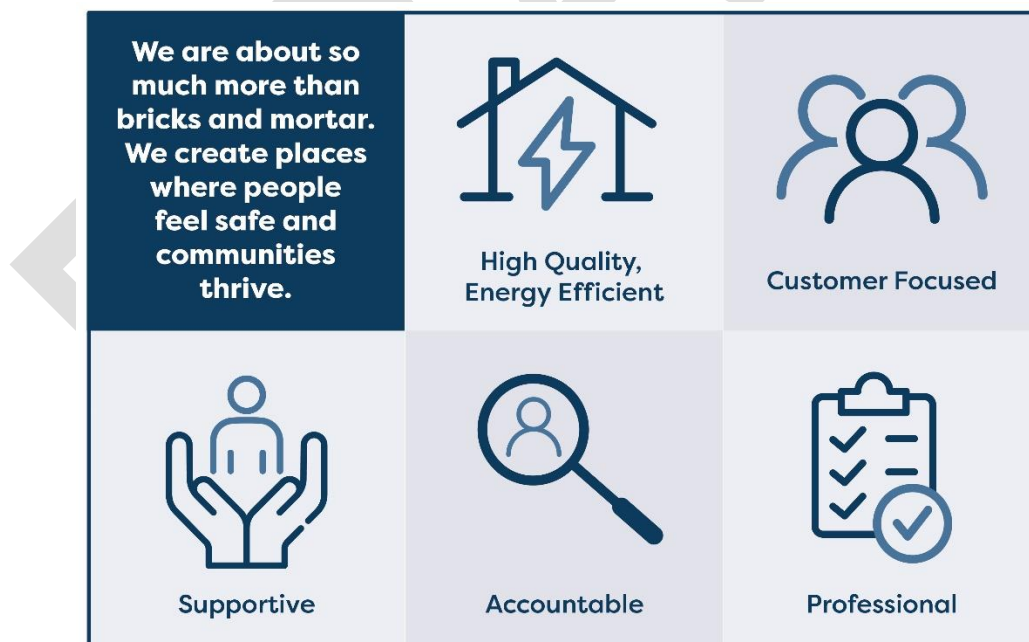 We are about so
much more than
bricks and mortar.
We create places
where people
feel safe and
communities
thrive.
High Quality,
Energy Efficient
Customer Focused
Supportive
Accountable
Professional